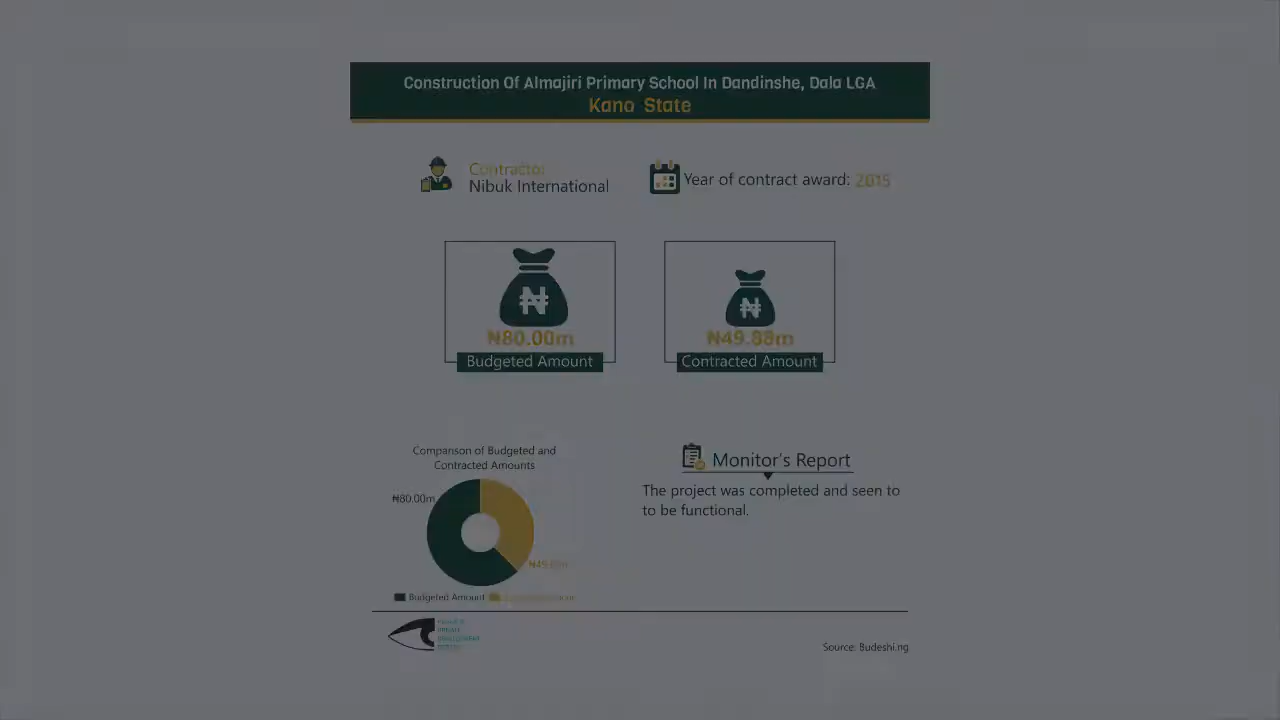 Construction Of Almajiri Primary School In Dandinshe, Dala LGA
Kano State
Contracto:
Nibuk International
Year of contract award: 2015
₦
₦80.00m
Budgeted Amount
₦
₦49.88m
Contracted Amount
Comparison of Budgeted and
Contracted Amounts
₦80.00m
Budgeted Amount
Monitor's Report
The project was completed and seen to
to be functional.
Source: Budeshi.ng